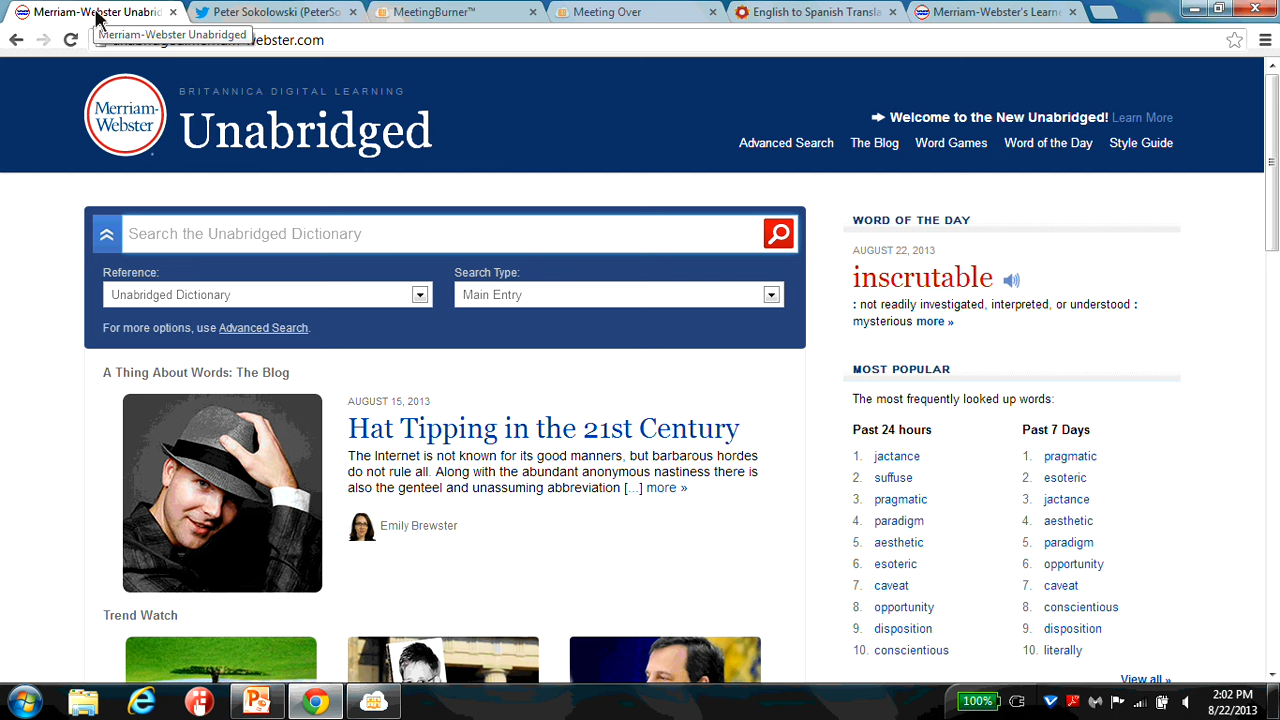 Merriam-Webster Unabrid
Peter Sokolowski (PeterSo
MeetingBurner™
Meeting Over
English to Spanish Transla
Merriam-Webster's Learne
Merriam-Webster Unabridged
webster.com
Merriam-
Webster
BRITANNICA DIGITAL LEARNING
Unabridged
Welcome to the New Unabridged! Learn More
Advanced Search The Blog Word Games Word of the Day Style Guide
Search the Unabridged Dictionary
Reference: Search Type:
Unabridged Dictionary Main Entry
For more options, use Advanced Search.
A Thing About Words: The Blog
AUGUST 15, 2013
Hat Tipping in the 21st Century
The Internet is not known for its good manners, but barbarous hordes
do not rule all. Along with the abundant anonymous nastiness there is
also the genteel and unassuming abbreviation [...] more »
Emily Brewster
Trend Watch
WORD OF THE DAY
AUGUST 22, 2013
inscrutable
: not readily investigated, interpreted, or understood :
mysterious more »
MOST POPULAR
The most frequently looked up words:
Past 24 hours
1. jactance
2. suffuse
3. pragmatic
4. paradigm
5. aesthetic
6. esoteric
7. caveat
8. opportunity
9. disposition
10. conscientious
Past 7 Days
1. pragmatic
2. esoteric
3. jactance
4. aesthetic
5. paradigm
6. opportunity
7. caveat
8. conscientious
9. disposition
10. literally
View all »
100%
2:02 PM
8/22/2013